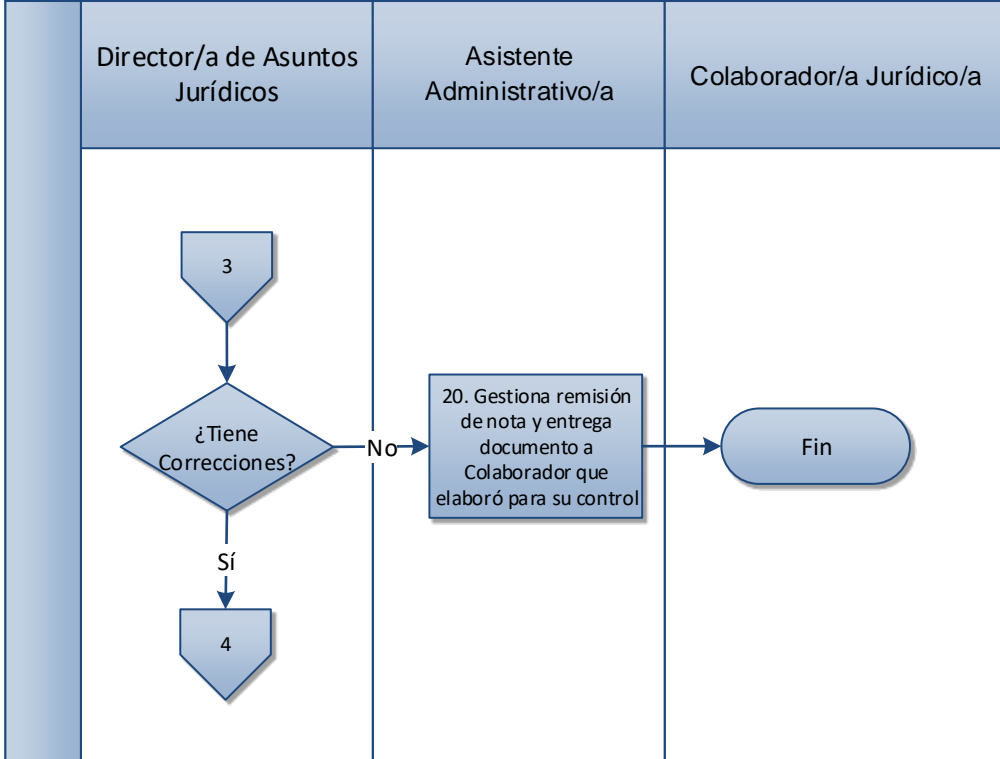 Director/a de Asuntos
Jurídicos
Asistente
Administrativo/a
Colaborador/a Jurídico/a
3
¿Tiene
Correcciones?
No
20. Gestiona remisión
de nota y entrega
documento a
Colaborador que
elaboró para su control
Fin
Sí
4